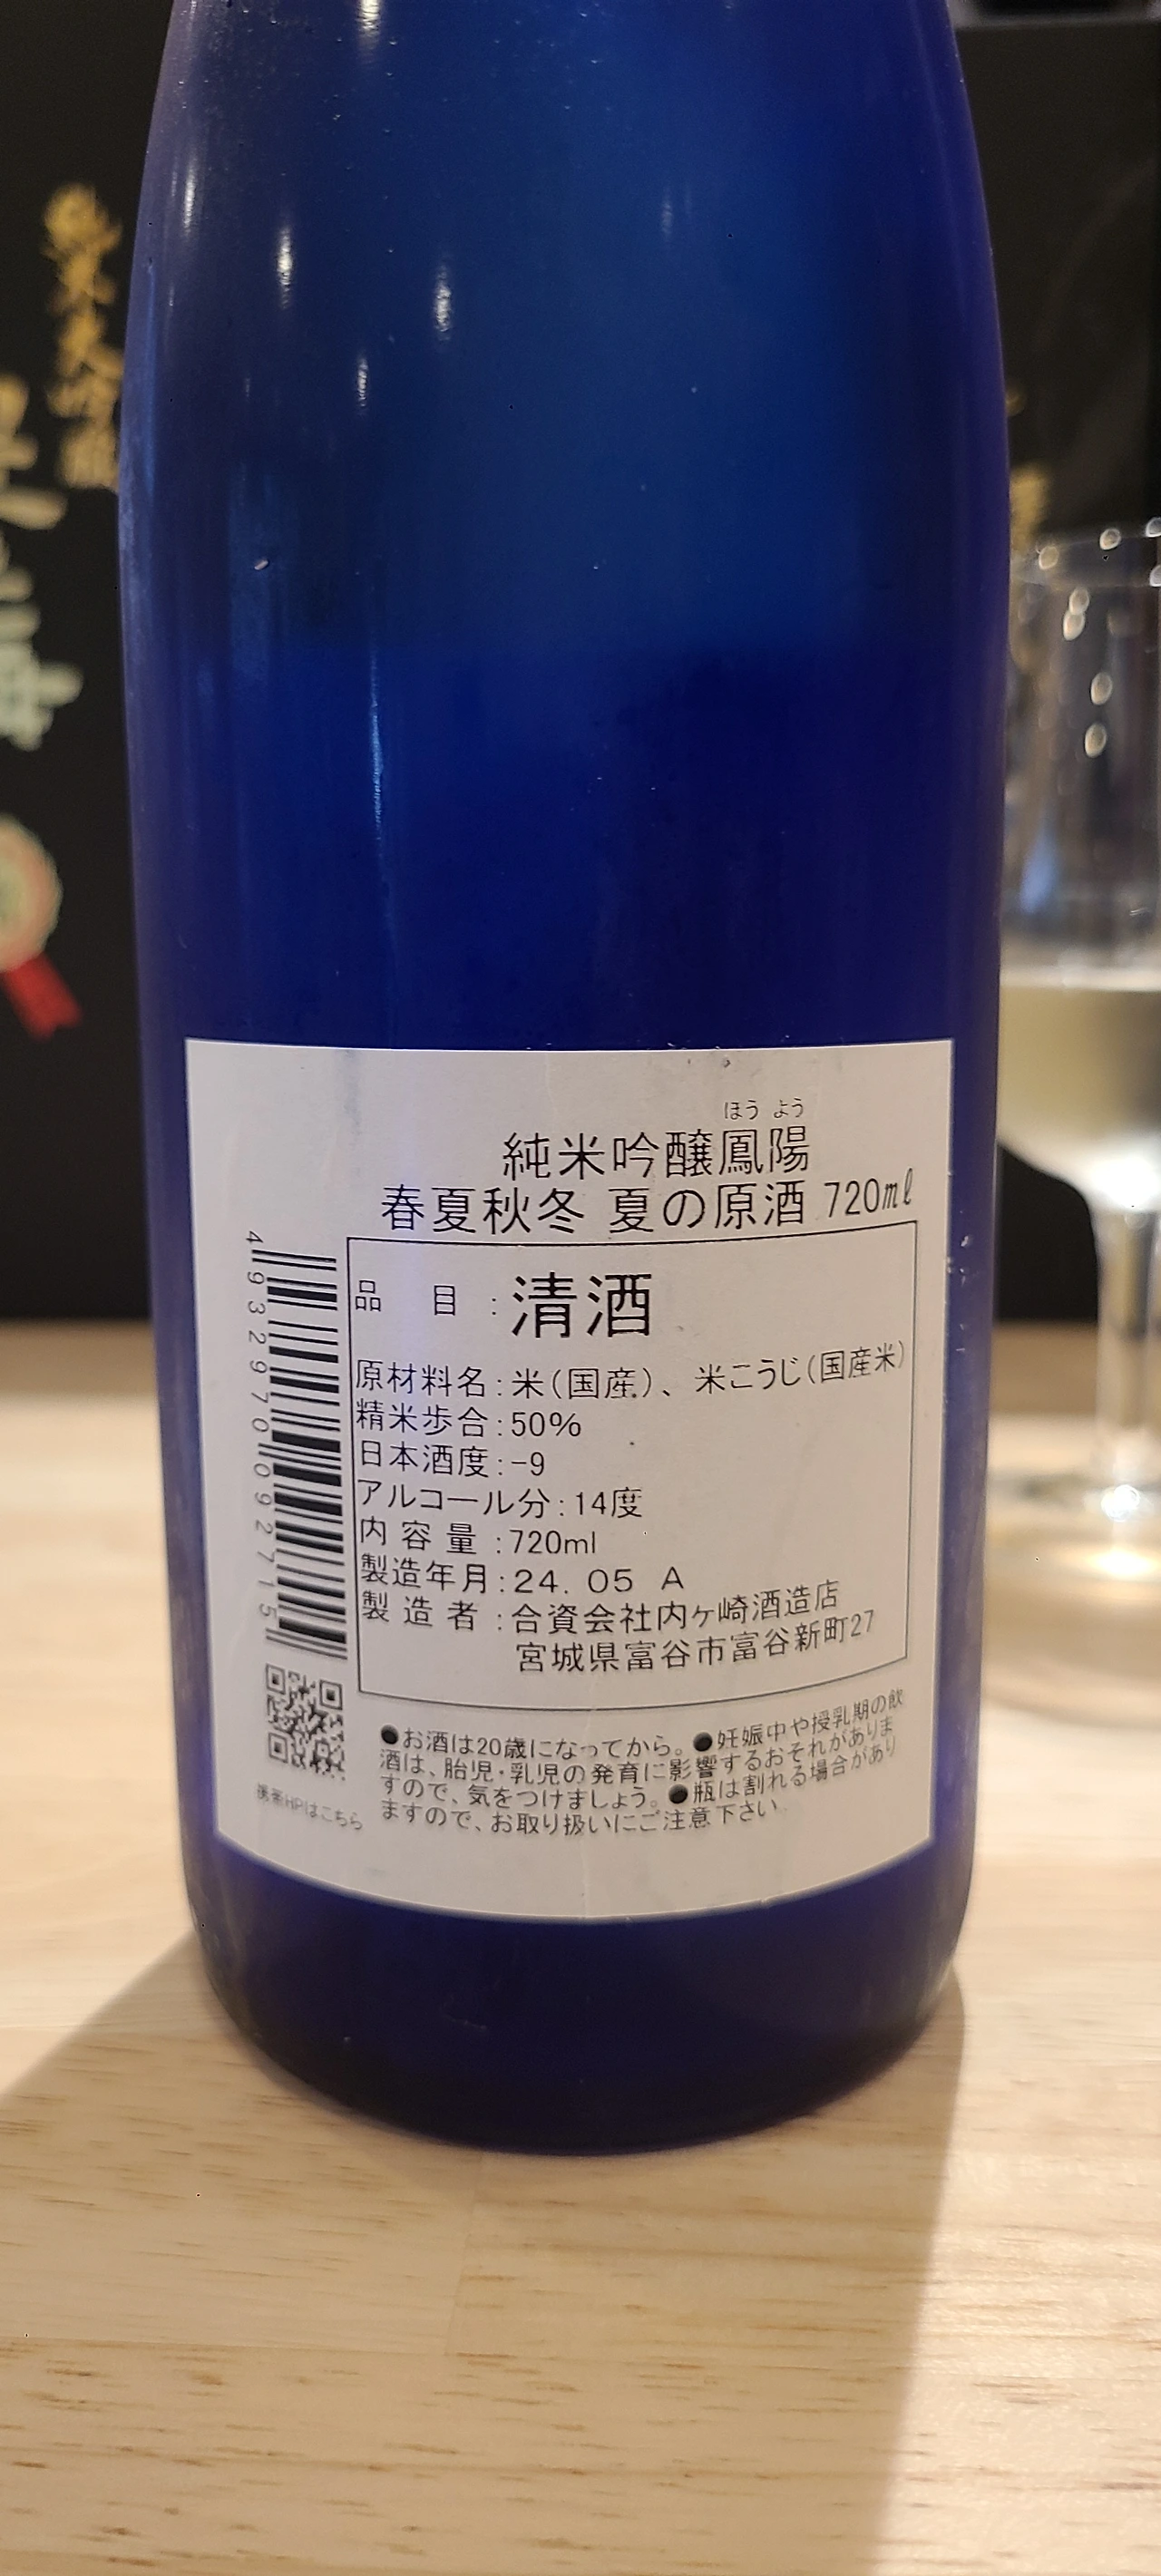 純米大吟醸
ほう よう
純米吟醸鳳陽
春夏秋冬 夏の原酒 720ml
品 目 : 清酒
原材料名:米(国産)、米こうじ(国産米)
精米歩合:50%
日本酒度:-9
アルコール分:14度
内容量:720ml
製造年月:24.05 A
製造者:合資会社内ヶ崎酒造店
宮城県富谷市富谷新町27
4932970092715
携帯HPはこちら
●お酒は20歳になってから。●妊娠中や授乳期の飲
酒は、胎児・乳児の発育に影響するおそれがありま
すので、気をつけましょう。●瓶は割れる場合があり
ますので、お取り扱いにご注意下さい。